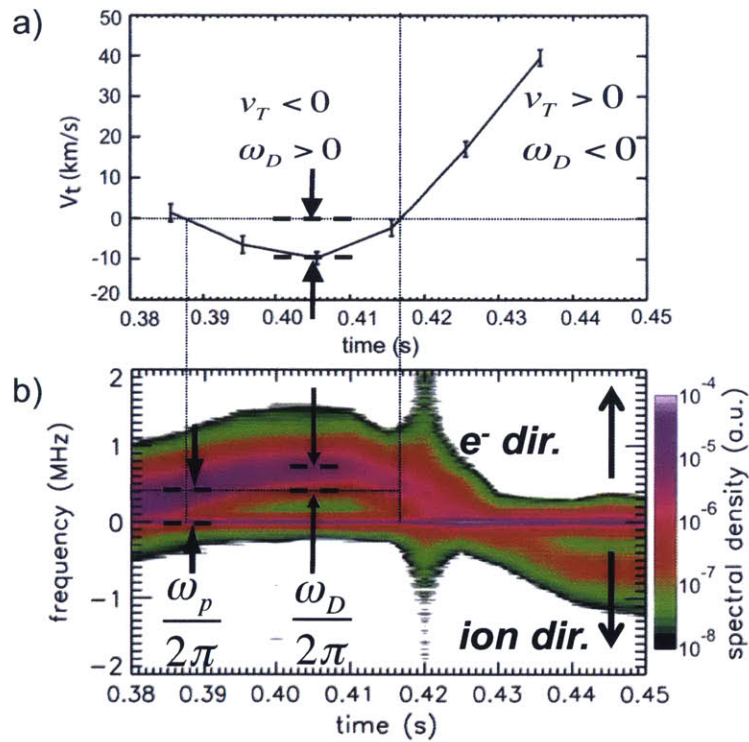 a)
50
40
30
20
10
0
-10
-20
Vt (km/s)
v_T < 0
ω_D > 0
v_T > 0
ω_D < 0
0.38 0.39 0.40 0.41 0.42 0.43 0.44 0.45
time (s)
b)
2
1
0
-1
-2
frequency (MHz)
e- dir.
ion dir.
ω_p
2π
ω_D
2π
0.38 0.39 0.40 0.41 0.42 0.43 0.44 0.45
time (s)
10^-4
10^-5
10^-6
10^-7
10^-8
spectral density (a.u.)